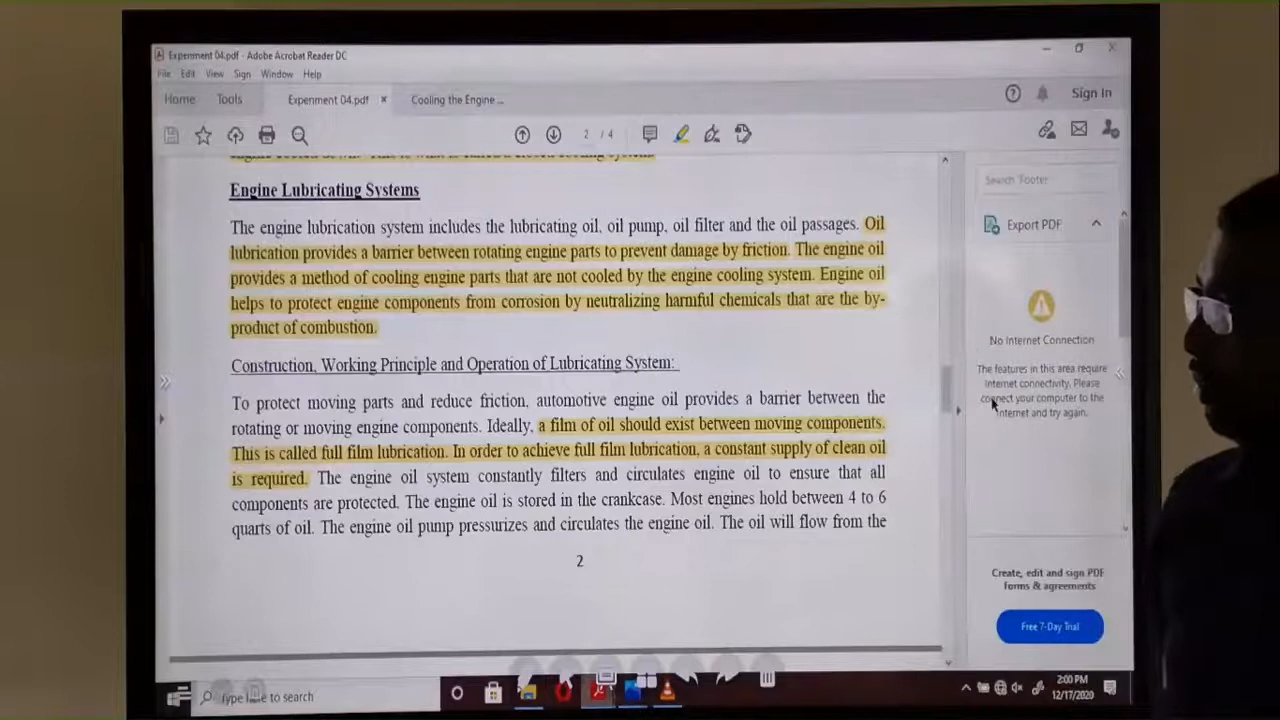 Experiment 04.pdf - Adobe Acrobat Reader DC
File Edit View Sign Window Help
Home Tools Experiment 04.pdf × Cooling the Engine ... Sign In
2 / 4
Engine Lubricating Systems
The engine lubrication system includes the lubricating oil, oil pump, oil filter and the oil passages. Oil
lubrication provides a barrier between rotating engine parts to prevent damage by friction. The engine oil
provides a method of cooling engine parts that are not cooled by the engine cooling system. Engine oil
helps to protect engine components from corrosion by neutralizing harmful chemicals that are the by-
product of combustion.
Construction, Working Principle and Operation of Lubricating System:
To protect moving parts and reduce friction, automotive engine oil provides a barrier between the
rotating or moving engine components. Ideally, a film of oil should exist between moving components.
This is called full film lubrication. In order to achieve full film lubrication, a constant supply of clean oil
is required. The engine oil system constantly filters and circulates engine oil to ensure that all
components are protected. The engine oil is stored in the crankcase. Most engines hold between 4 to 6
quarts of oil. The engine oil pump pressurizes and circulates the engine oil. The oil will flow from the
2
Search 'Footer'
Export PDF
No Internet Connection
The features in this area require
Internet connectivity. Please
connect your computer to the
Internet and try again.
Create, edit and sign PDF
forms & agreements
Free 7-Day Trial
Type here to search
2:00 PM
12/17/2020